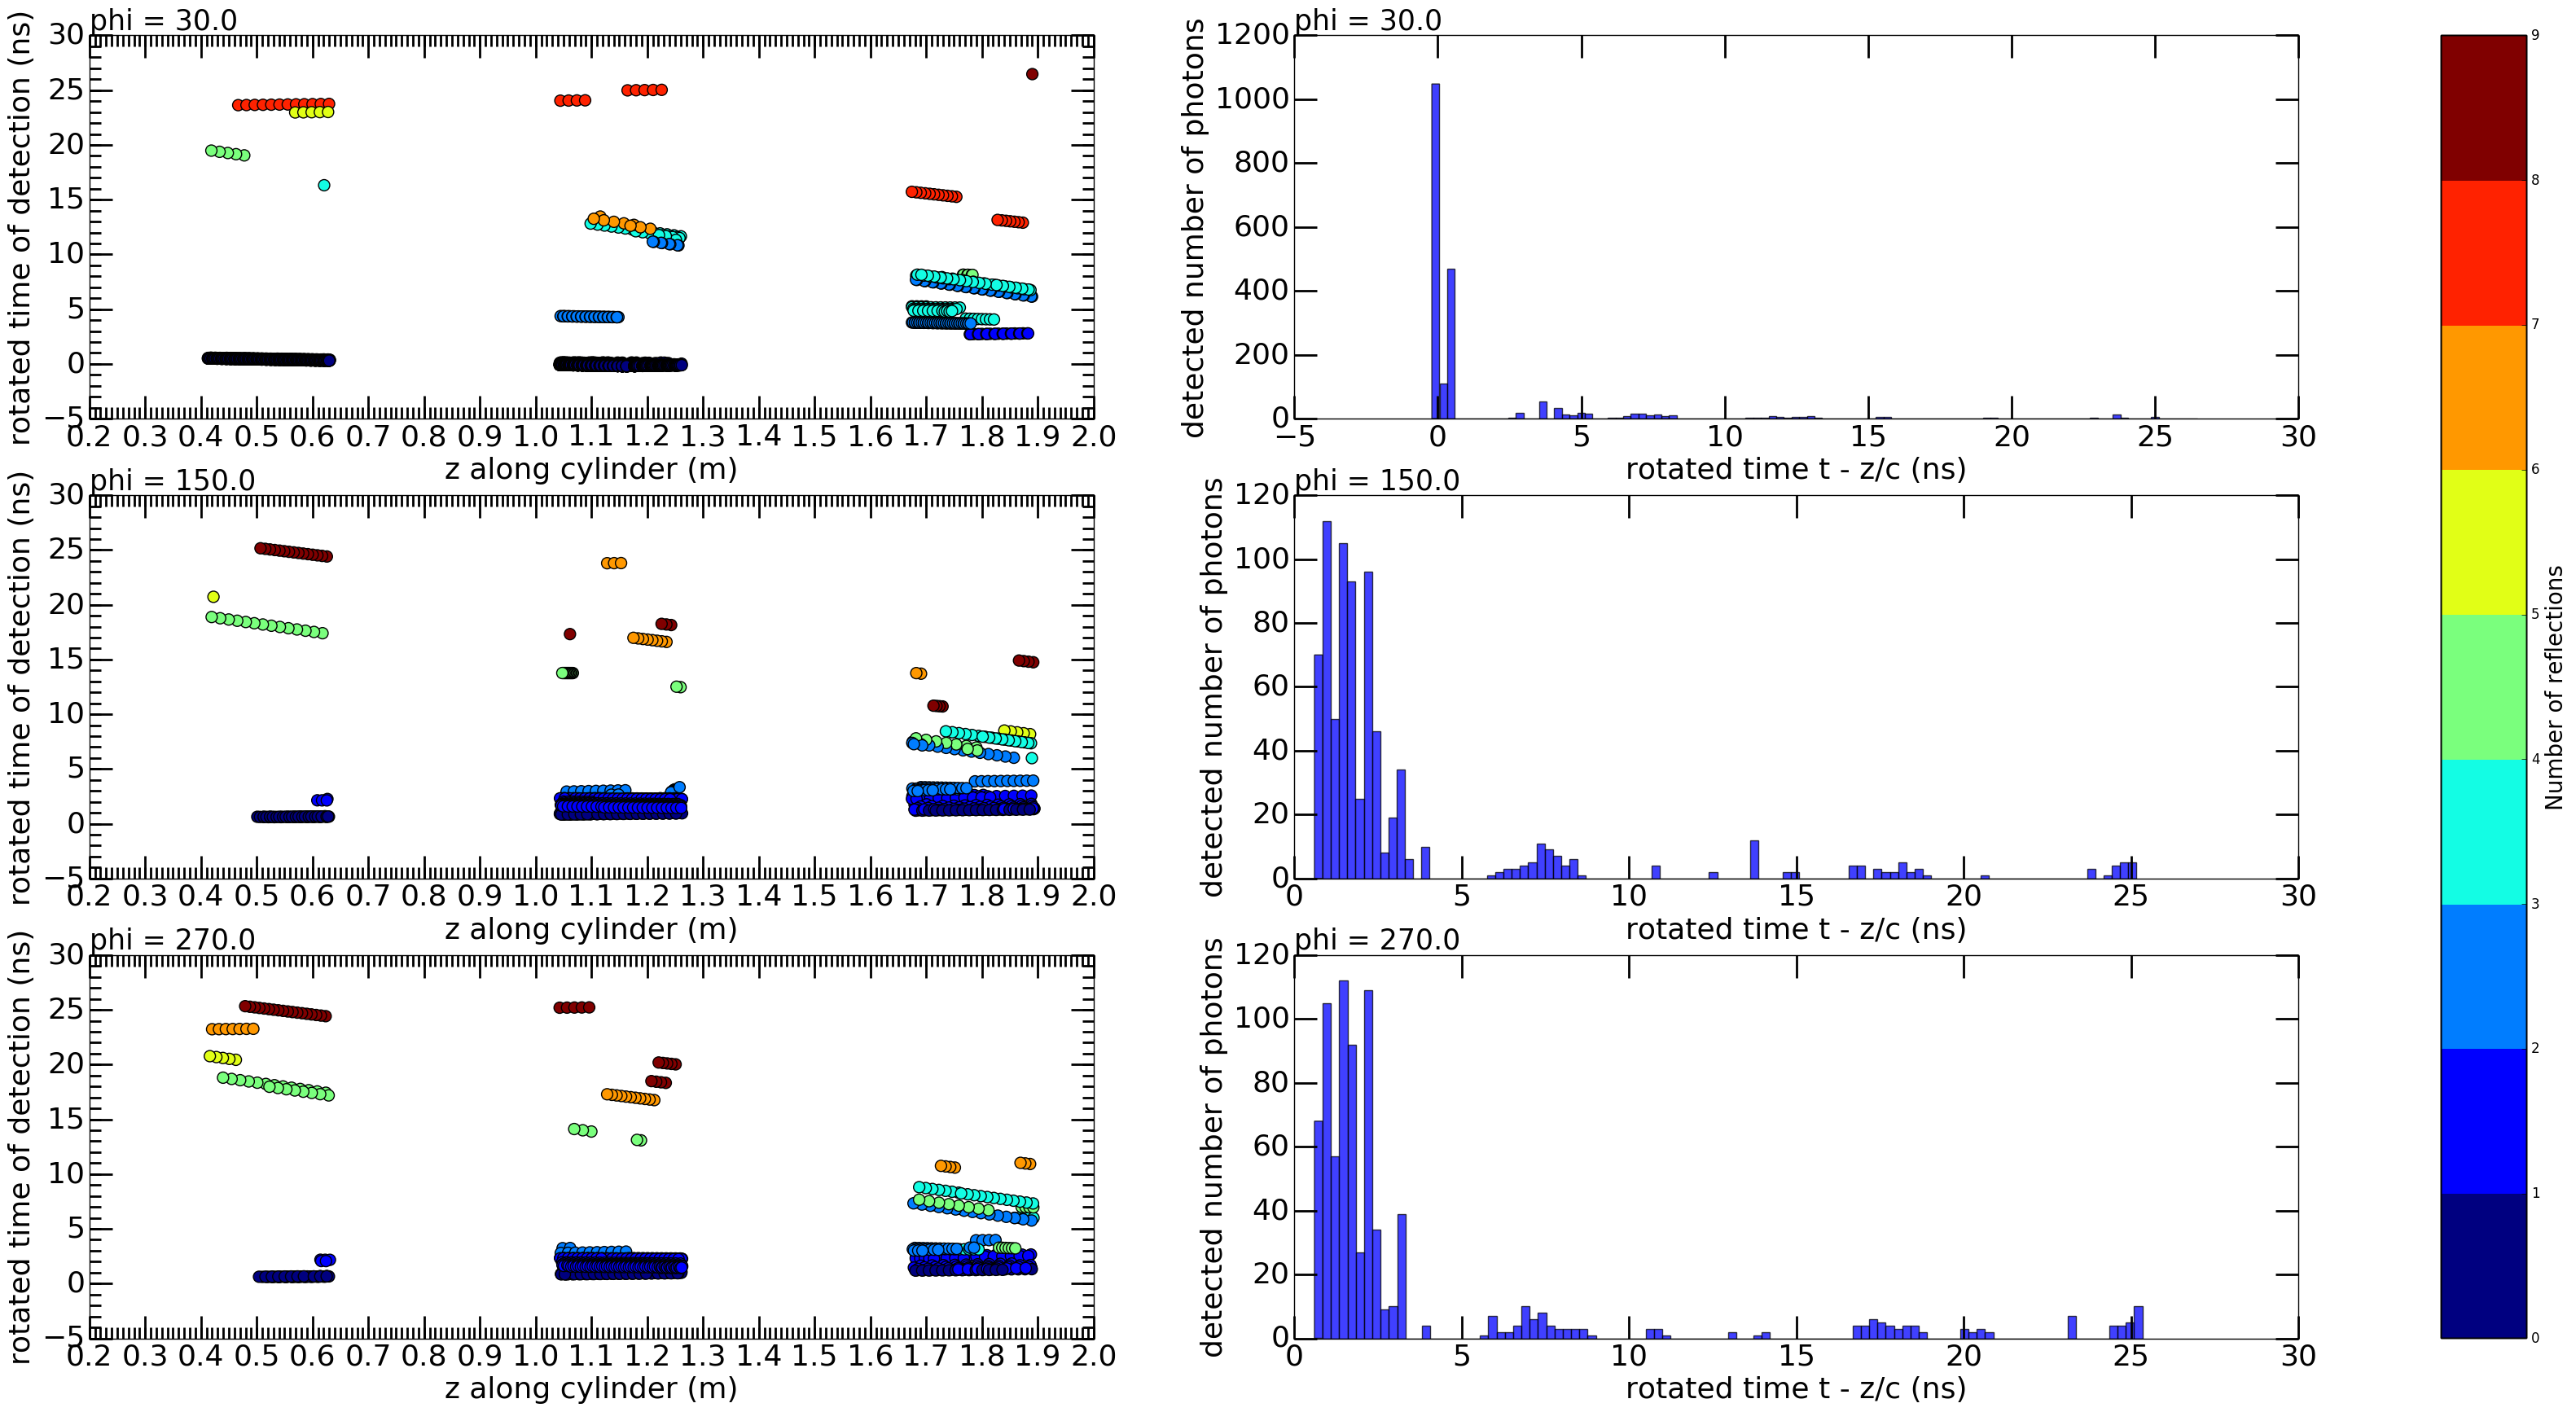 phi = 30.0
rotated time of detection (ns)
30
25
20
15
10
5
0
−5
0.2 0.3 0.4 0.5 0.6 0.7 0.8 0.9 1.0 1.1 1.2 1.3 1.4 1.5 1.6 1.7 1.8 1.9 2.0
z along cylinder (m)
phi = 30.0
detected number of photons
1200
1000
800
600
400
200
0
−5 0 5 10 15 20 25 30
rotated time t - z/c (ns)
phi = 150.0
rotated time of detection (ns)
30
25
20
15
10
5
0
−5
0.2 0.3 0.4 0.5 0.6 0.7 0.8 0.9 1.0 1.1 1.2 1.3 1.4 1.5 1.6 1.7 1.8 1.9 2.0
z along cylinder (m)
phi = 150.0
detected number of photons
120
100
80
60
40
20
0
0 5 10 15 20 25 30
rotated time t - z/c (ns)
phi = 270.0
rotated time of detection (ns)
30
25
20
15
10
5
0
−5
0.2 0.3 0.4 0.5 0.6 0.7 0.8 0.9 1.0 1.1 1.2 1.3 1.4 1.5 1.6 1.7 1.8 1.9 2.0
z along cylinder (m)
phi = 270.0
detected number of photons
120
100
80
60
40
20
0
0 5 10 15 20 25 30
rotated time t - z/c (ns)
9
8
7
6
5
4
3
2
1
0
Number of reflections